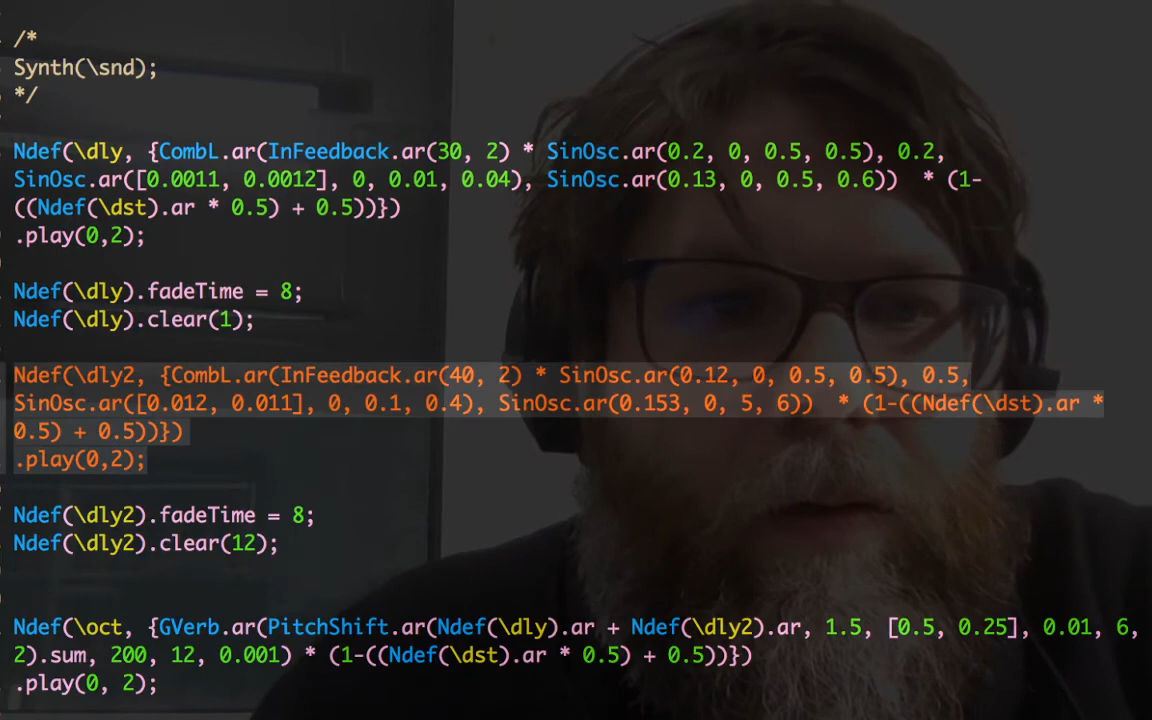 /*
Synth(\snd);
*/
Ndef(\dly, {CombL.ar(InFeedback.ar(30, 2) * SinOsc.ar(0.2, 0, 0.5, 0.5), 0.2,
SinOsc.ar([0.0011, 0.0012], 0, 0.01, 0.04), SinOsc.ar(0.13, 0, 0.5, 0.6))  * (1-
((Ndef(\dst).ar * 0.5) + 0.5))})
.play(0,2);
Ndef(\dly).fadeTime = 8;
Ndef(\dly).clear(1);
Ndef(\dly2, {CombL.ar(InFeedback.ar(40, 2) * SinOsc.ar(0.12, 0, 0.5, 0.5), 0.5,
SinOsc.ar([0.012, 0.011], 0, 0.1, 0.4), SinOsc.ar(0.153, 0, 5, 6))  * (1-((Ndef(\dst).ar *
0.5) + 0.5))})
.play(0,2);
Ndef(\dly2).fadeTime = 8;
Ndef(\dly2).clear(12);
Ndef(\oct, {GVerb.ar(PitchShift.ar(Ndef(\dly).ar + Ndef(\dly2).ar, 1.5, [0.5, 0.25], 0.01, 6,
2).sum, 200, 12, 0.001) * (1-((Ndef(\dst).ar * 0.5) + 0.5))})
.play(0, 2);